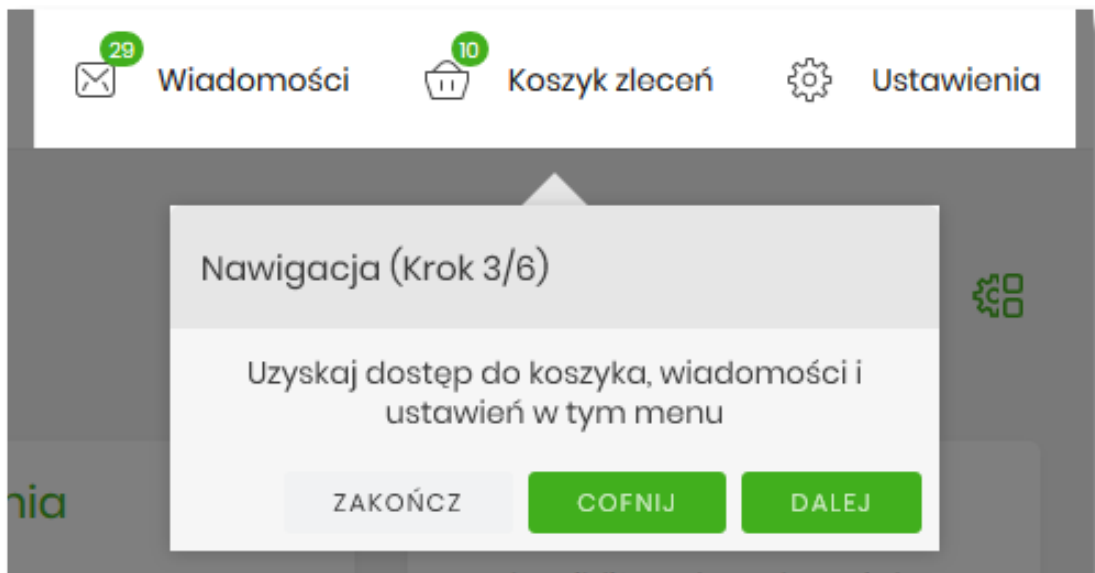 29
Wiadomości
10
Koszyk zleceń
Ustawienia
Nawigacja (Krok 3/6)
Uzyskaj dostęp do koszyka, wiadomości i
ustawień w tym menu
nia
ZAKOŃCZ
COFNIJ
DALEJ